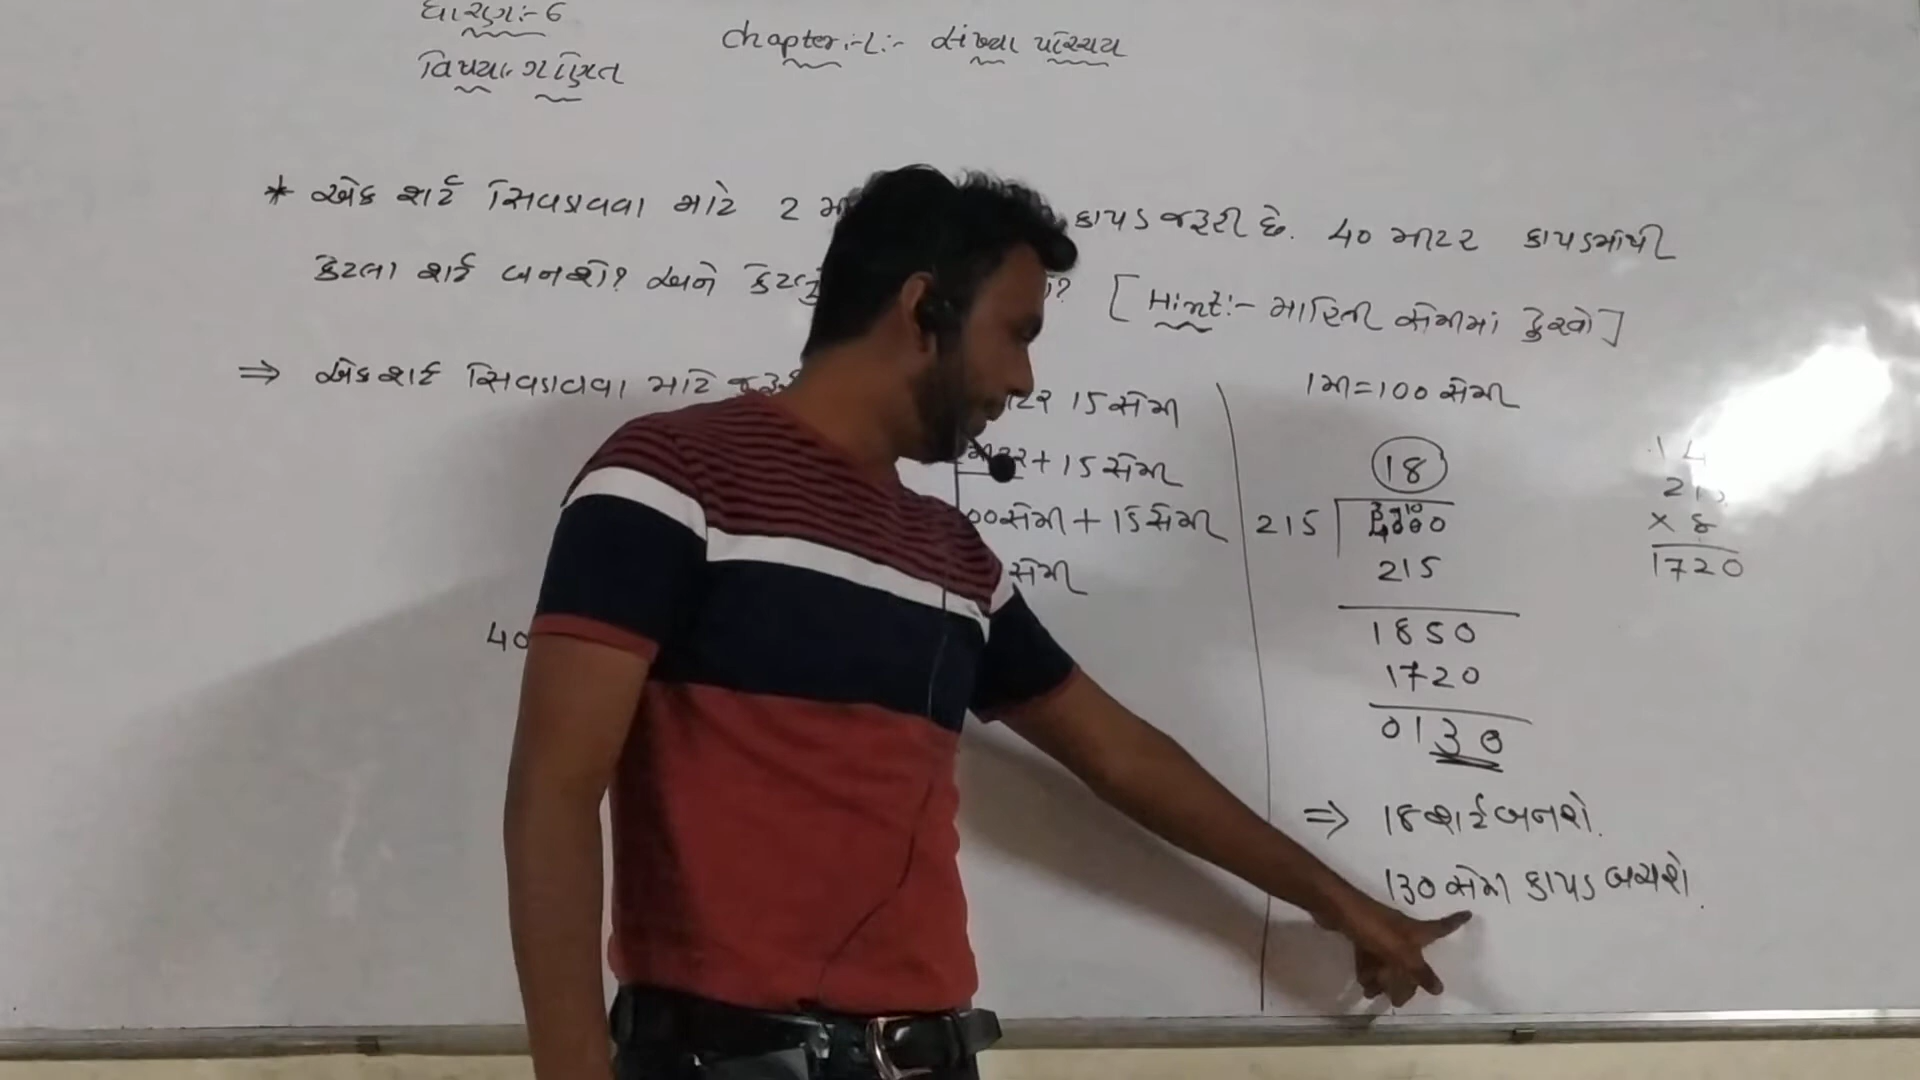 ધોરણ:- 6
વિષય:- ગણિત
chapter:-1:- સંખ્યા પરિચય
* એક શર્ટ સિવડાવવા માટે 2 કાપડ જરૂરી છે. 40 મીટર કાપડમાંથી
કેટલા શર્ટ બનશે? અને [Hint:- માહિતી સેમીમાં ફેરવો]
⇒ એક શર્ટ સિવડાવવા માટે 15 સેમી
+ 15 સેમી
00 સેમી + 15 સેમી
સેમી
40
1 મી = 100 સેમી
18
215 4000
215
1850
1720
0130
⇒ 18 શર્ટ બનશે.
130 સેમી કાપડ બચશે.
× 8
1720